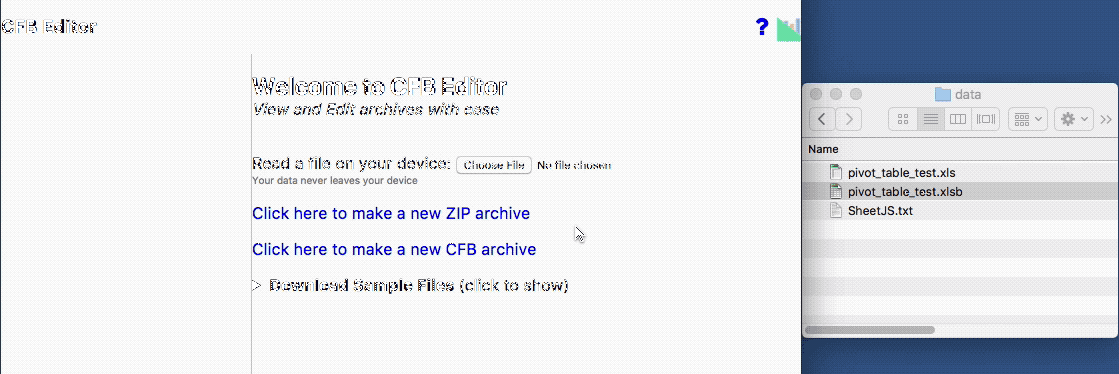 CFB Editor
?
Welcome to CFB Editor
View and Edit archives with ease
Read a file on your device: Choose File No file chosen
Your data never leaves your device
Click here to make a new ZIP archive
Click here to make a new CFB archive
Download Sample Files (click to show)
data
Name
pivot_table_test.xls
pivot_table_test.xlsb
SheetJS.txt